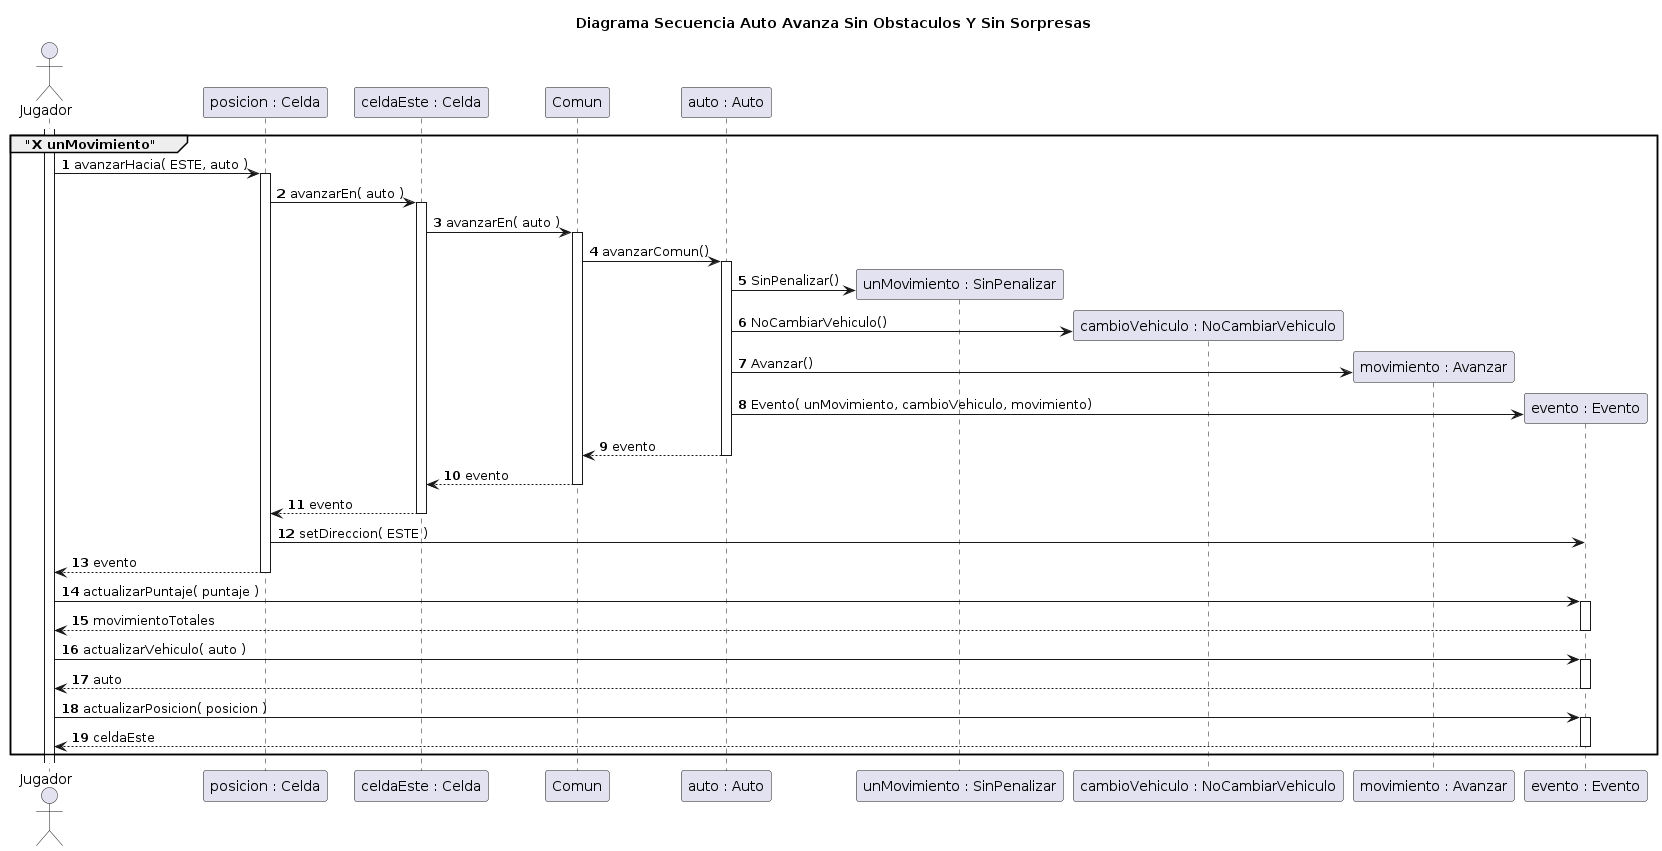 Diagrama Secuencia Auto Avanza Sin Obstaculos Y Sin Sorpresas
Jugador
posicion : Celda
celdaEste : Celda
Comun
auto : Auto
"X unMovimiento"
1 avanzarHacia( ESTE, auto )
2 avanzarEn( auto )
3 avanzarEn( auto )
4 avanzarComun()
5 SinPenalizar()
unMovimiento : SinPenalizar
6 NoCambiarVehiculo()
cambioVehiculo : NoCambiarVehiculo
7 Avanzar()
movimiento : Avanzar
8 Evento( unMovimiento, cambioVehiculo, movimiento)
evento : Evento
9 evento
10 evento
11 evento
12 setDireccion( ESTE )
13 evento
14 actualizarPuntaje( puntaje )
15 movimientoTotales
16 actualizarVehiculo( auto )
17 auto
18 actualizarPosicion( posicion )
19 celdaEste
Jugador
posicion : Celda
celdaEste : Celda
Comun
auto : Auto
unMovimiento : SinPenalizar
cambioVehiculo : NoCambiarVehiculo
movimiento : Avanzar
evento : Evento